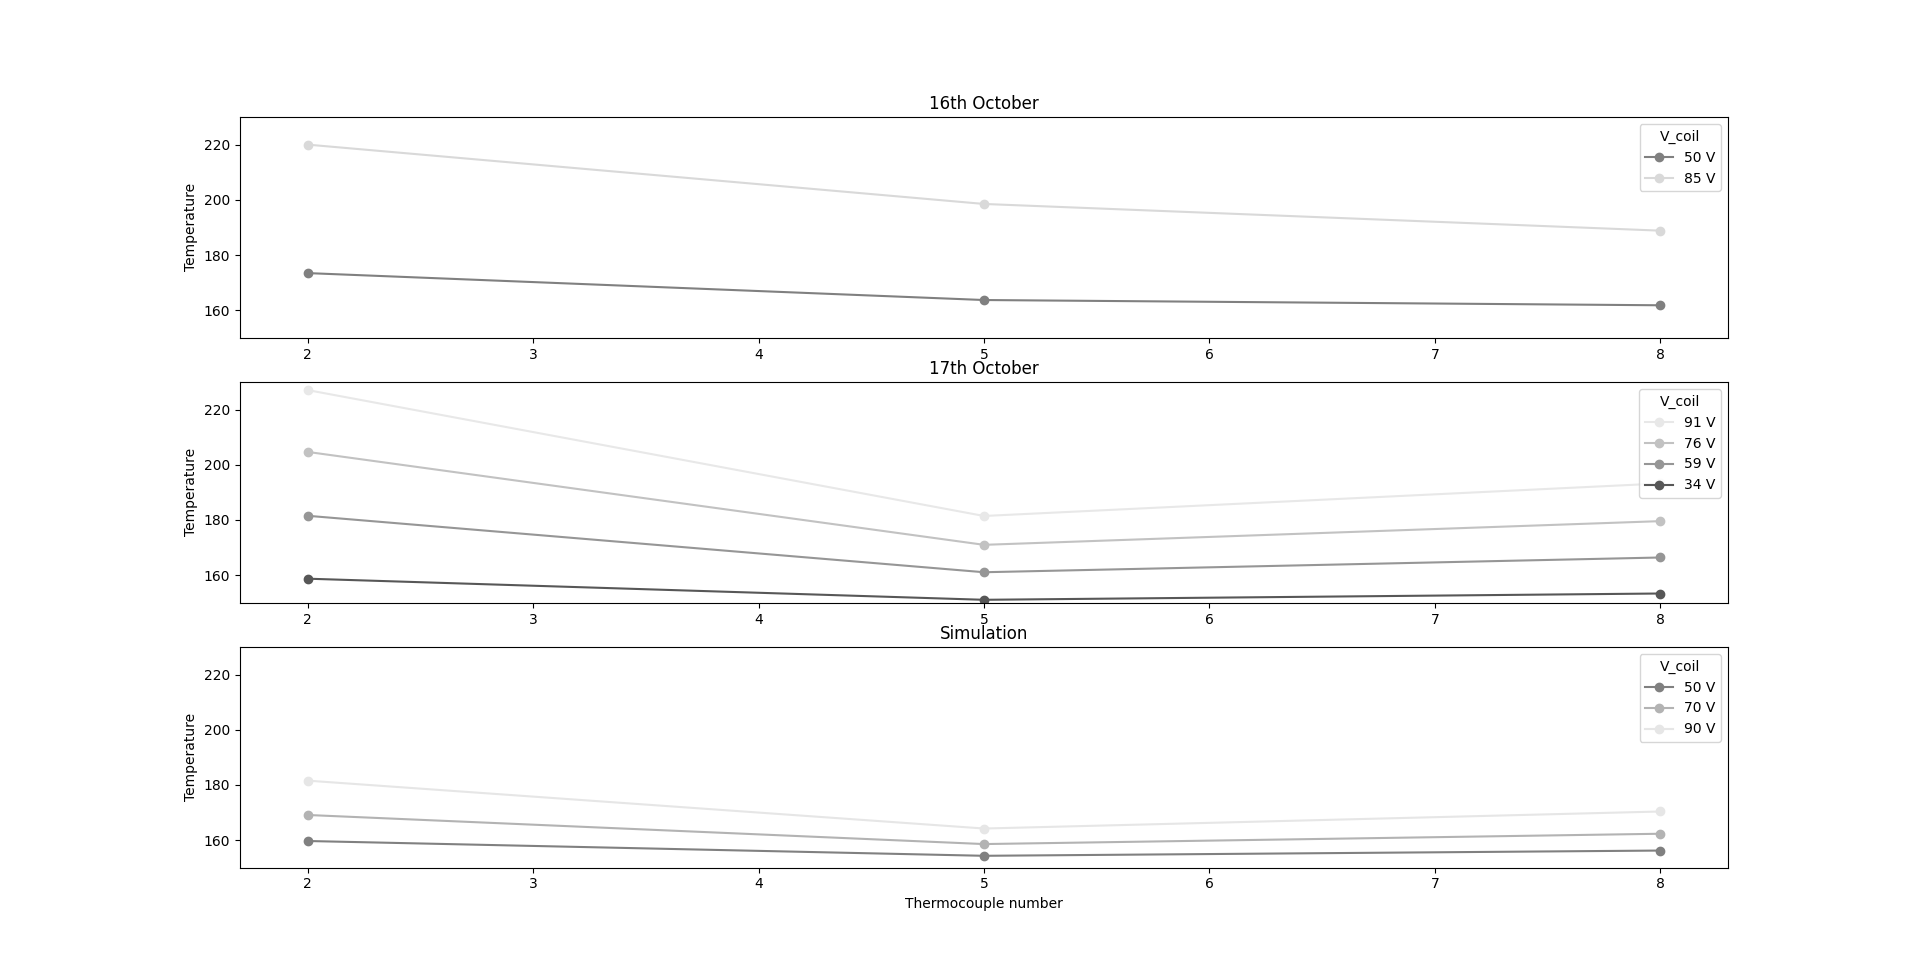 16th October
Temperature
220
200
180
160
2 3 4 5 6 7 8
V_coil
50 V
85 V
17th October
Temperature
220
200
180
160
2 3 4 5 6 7 8
V_coil
91 V
76 V
59 V
34 V
Simulation
Temperature
220
200
180
160
2 3 4 5 6 7 8
V_coil
50 V
70 V
90 V
Thermocouple number